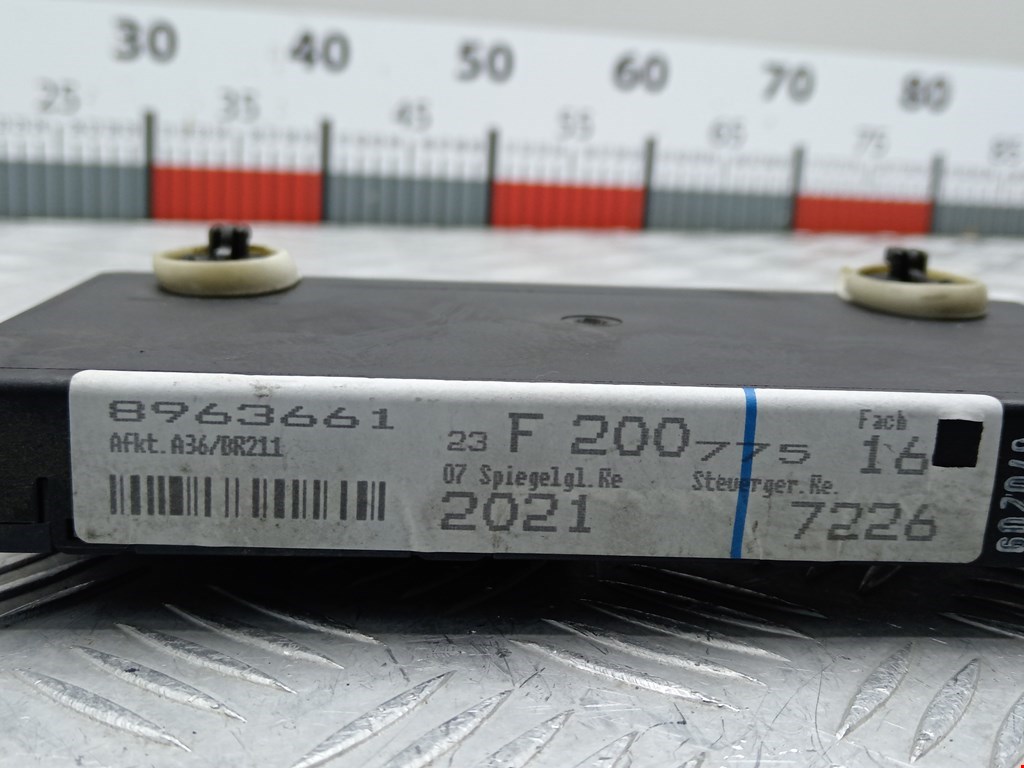 30 40 50 60 70 80
25 35 45 55 65 75 85
8963661
Afkt.A36/DR211
23 F 200 775
Fach
16
07 Spiegelgl.Re
2021
Steuerger.Re.
7226